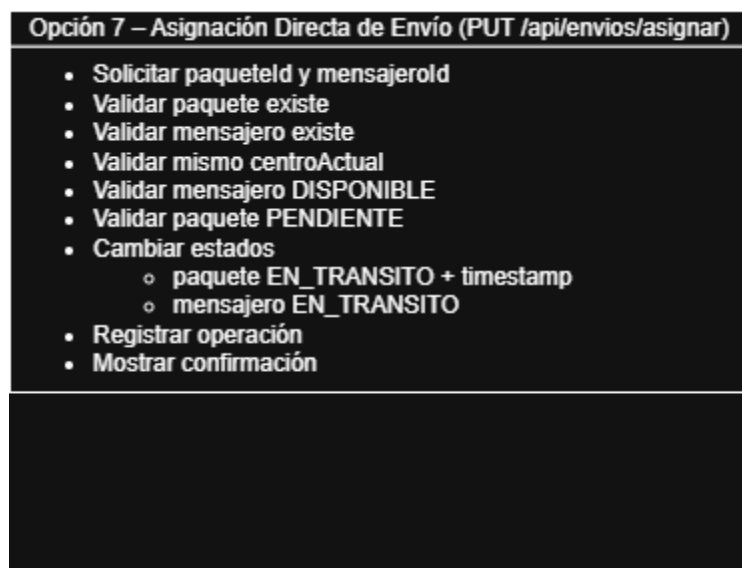 Opción 7 – Asignación Directa de Envío (PUT /api/envios/asignar)
• Solicitar paqueteId y mensajeroId
• Validar paquete existe
• Validar mensajero existe
• Validar mismo centroActual
• Validar mensajero DISPONIBLE
• Validar paquete PENDIENTE
• Cambiar estados
○ paquete EN_TRANSITO + timestamp
○ mensajero EN_TRANSITO
• Registrar operación
• Mostrar confirmación